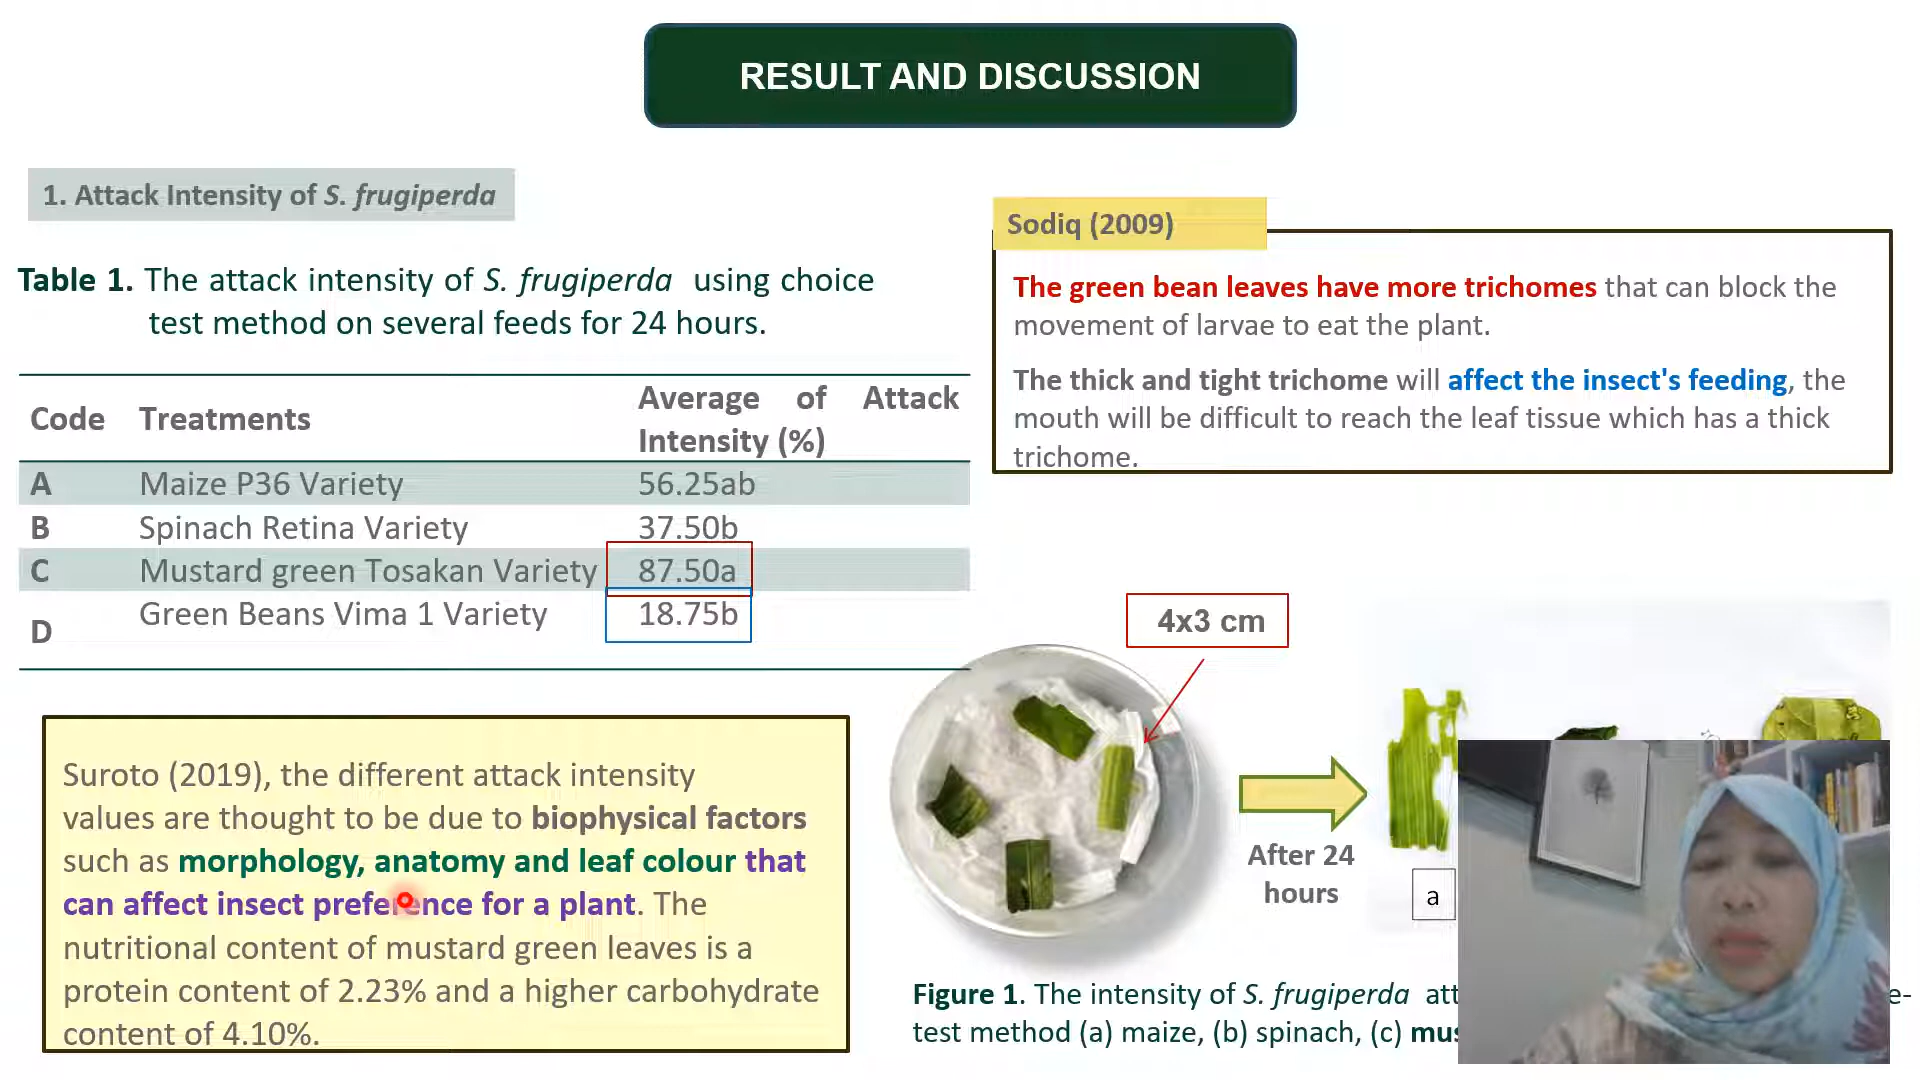 RESULT AND DISCUSSION
1. Attack Intensity of S. frugiperda
Table 1. The attack intensity of S. frugiperda using choice
test method on several feeds for 24 hours.
Code Treatments Average of Attack
Intensity (%)
A Maize P36 Variety 56.25ab
B Spinach Retina Variety 37.50b
C Mustard green Tosakan Variety 87.50a
D Green Beans Vima 1 Variety 18.75b
Suroto (2019), the different attack intensity
values are thought to be due to biophysical factors
such as morphology, anatomy and leaf colour that
can affect insect preference for a plant. The
nutritional content of mustard green leaves is a
protein content of 2.23% and a higher carbohydrate
content of 4.10%.
Sodiq (2009)
The green bean leaves have more trichomes that can block the
movement of larvae to eat the plant.
The thick and tight trichome will affect the insect's feeding, the
mouth will be difficult to reach the leaf tissue which has a thick
trichome.
4x3 cm
After 24
hours
a
Figure 1. The intensity of S. frugiperda
test method (a) maize, (b) spinach, (c)